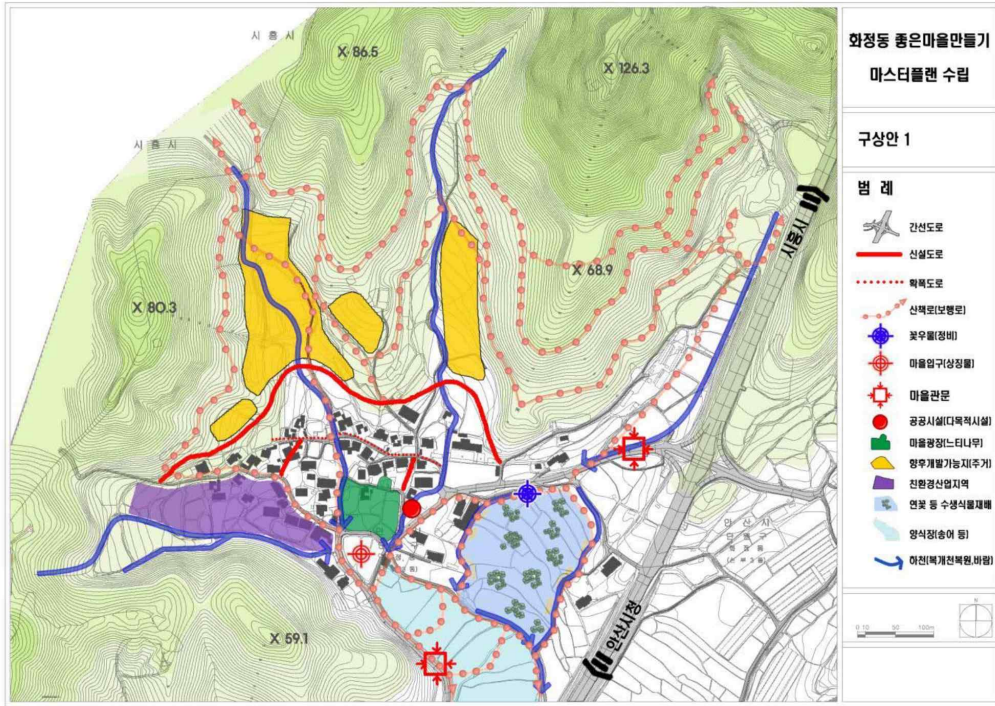 화정동 좋은마을만들기
마스터플랜 수립
구상안 1
범 례
간선도로
신설도로
확폭도로
산책로(보행로)
꽃우물(정비)
마을입구(상징물)
마을관문
공공시설(다목적시설)
마을광장(느티나무)
향후개발가능지(주거)
친환경산업지역
연꽃 등 수생식물재배
양식장(송어 등)
하천(복개천복원,바람)
N
0 10 50 100m
시 흥 시
X 86.5
X 126.3
시 흥 시
시흥시
X 68.9
X 80.3
안 산 시
X 59.1
안산시청